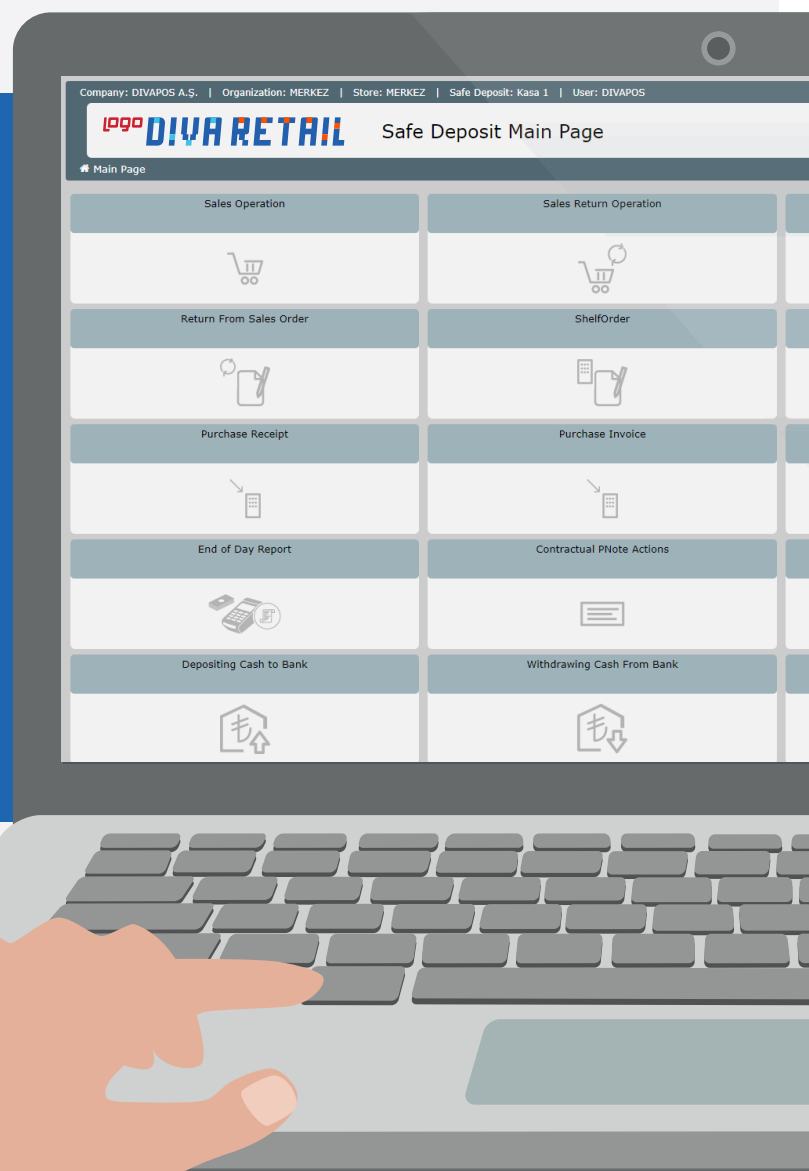 Company: DIVAPOS A.Ş. | Organization: MERKEZ | Store: MERKEZ | Safe Deposit: Kasa 1 | User: DIVAPOS
LOGO DIVA RETAIL Safe Deposit Main Page
Main Page
Sales Operation Sales Return Operation
Return From Sales Order ShelfOrder
Purchase Receipt Purchase Invoice
End of Day Report Contractual PNote Actions
Depositing Cash to Bank Withdrawing Cash From Bank